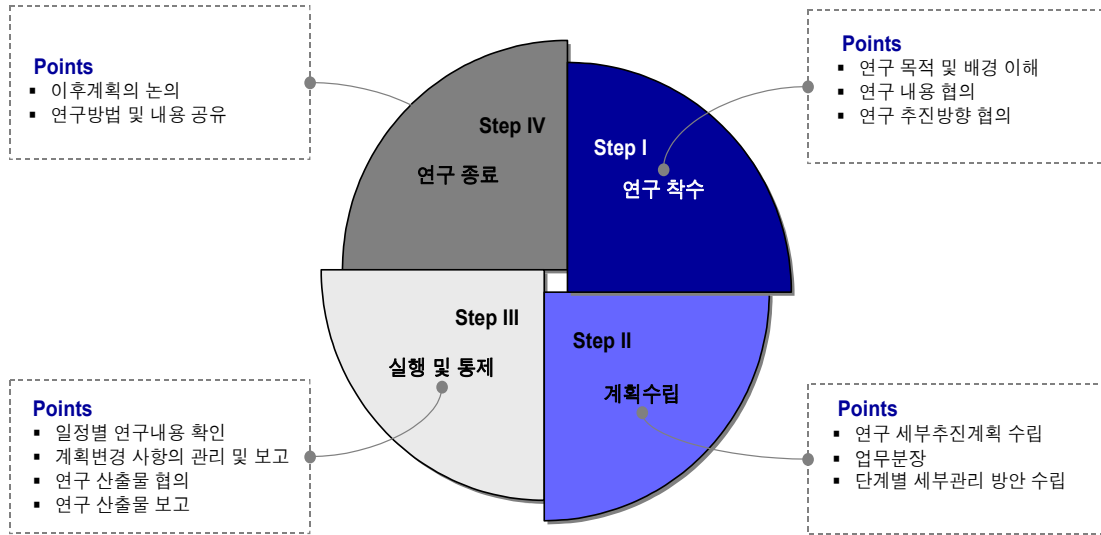 Points
▪ 이후계획의 논의
▪ 연구방법 및 내용 공유
Points
▪ 연구 목적 및 배경 이해
▪ 연구 내용 협의
▪ 연구 추진방향 협의
Step IV
연구 종료
Step I
연구 착수
Step III
실행 및 통제
Step II
계획수립
Points
▪ 일정별 연구내용 확인
▪ 계획변경 사항의 관리 및 보고
▪ 연구 산출물 협의
▪ 연구 산출물 보고
Points
▪ 연구 세부추진계획 수립
▪ 업무분장
▪ 단계별 세부관리 방안 수립